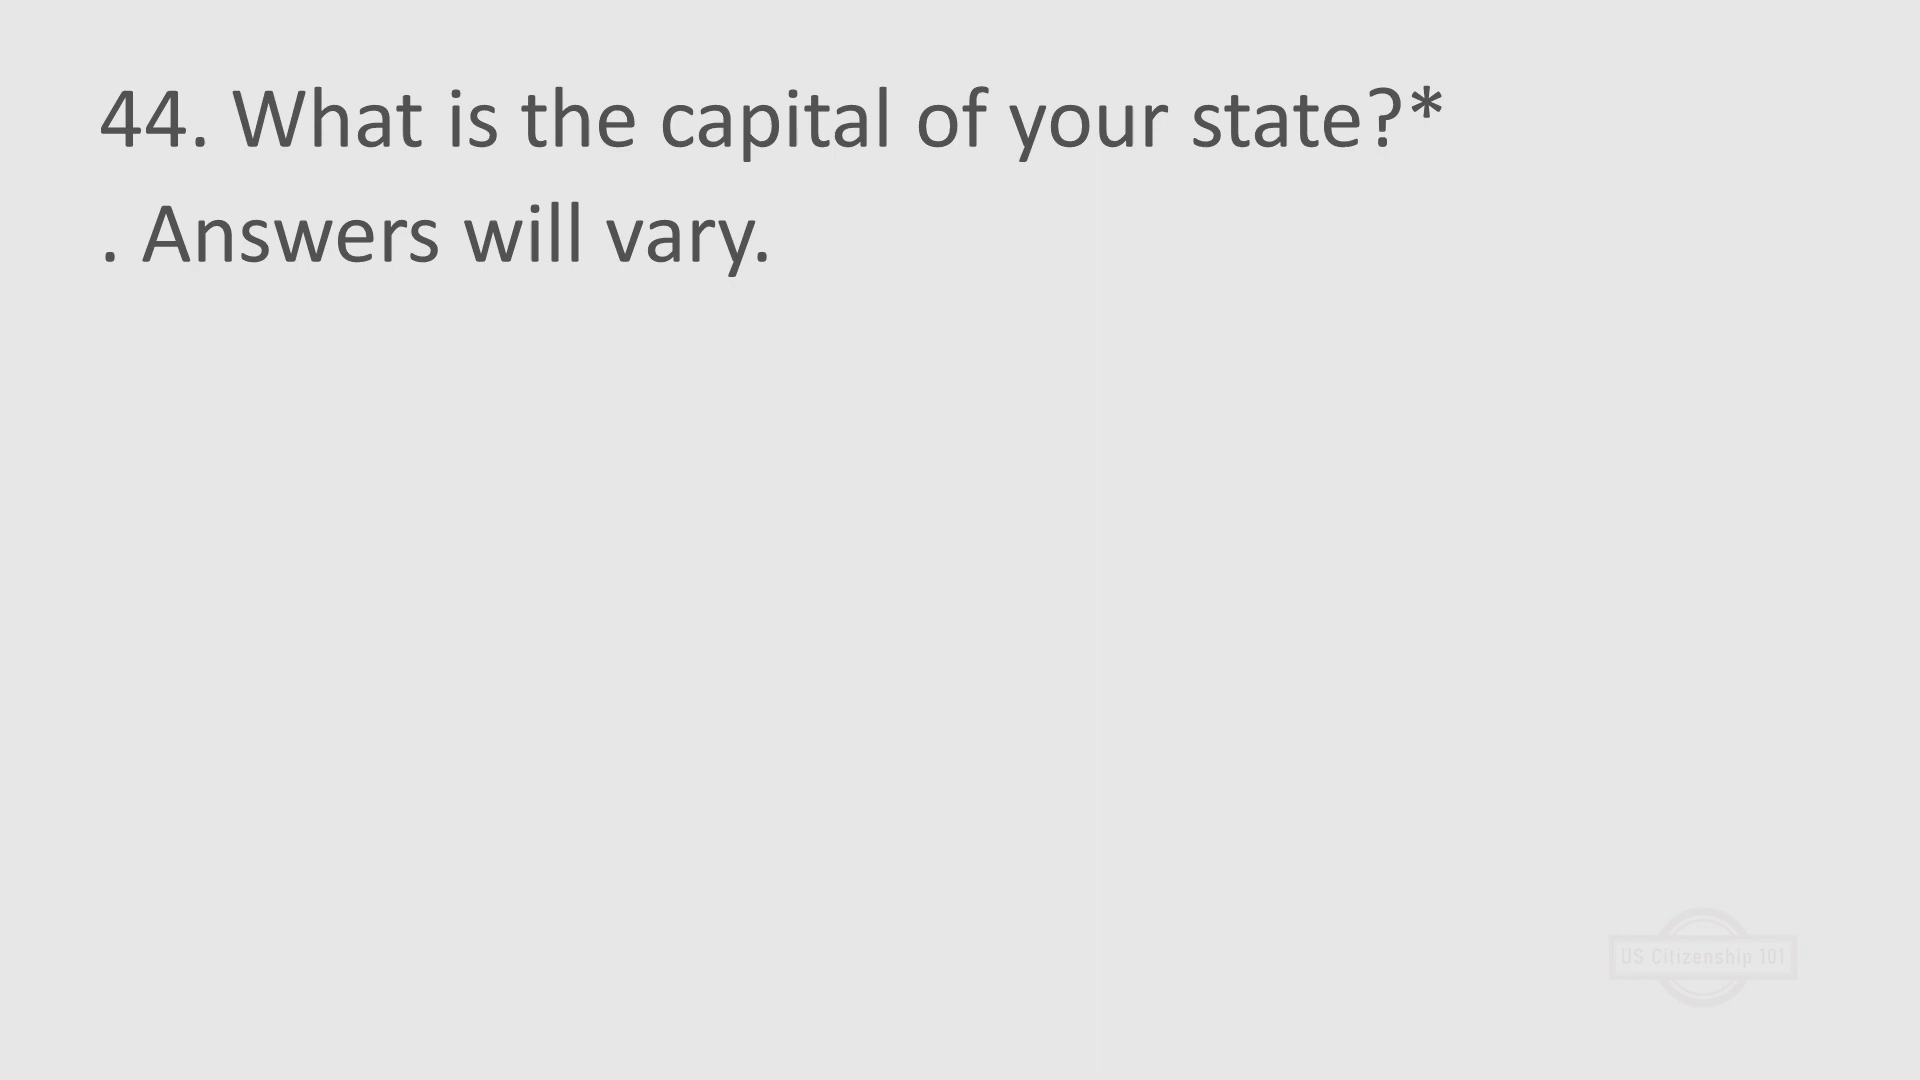 44. What is the capital of your state?*
. Answers will vary.
US Citizenship 101